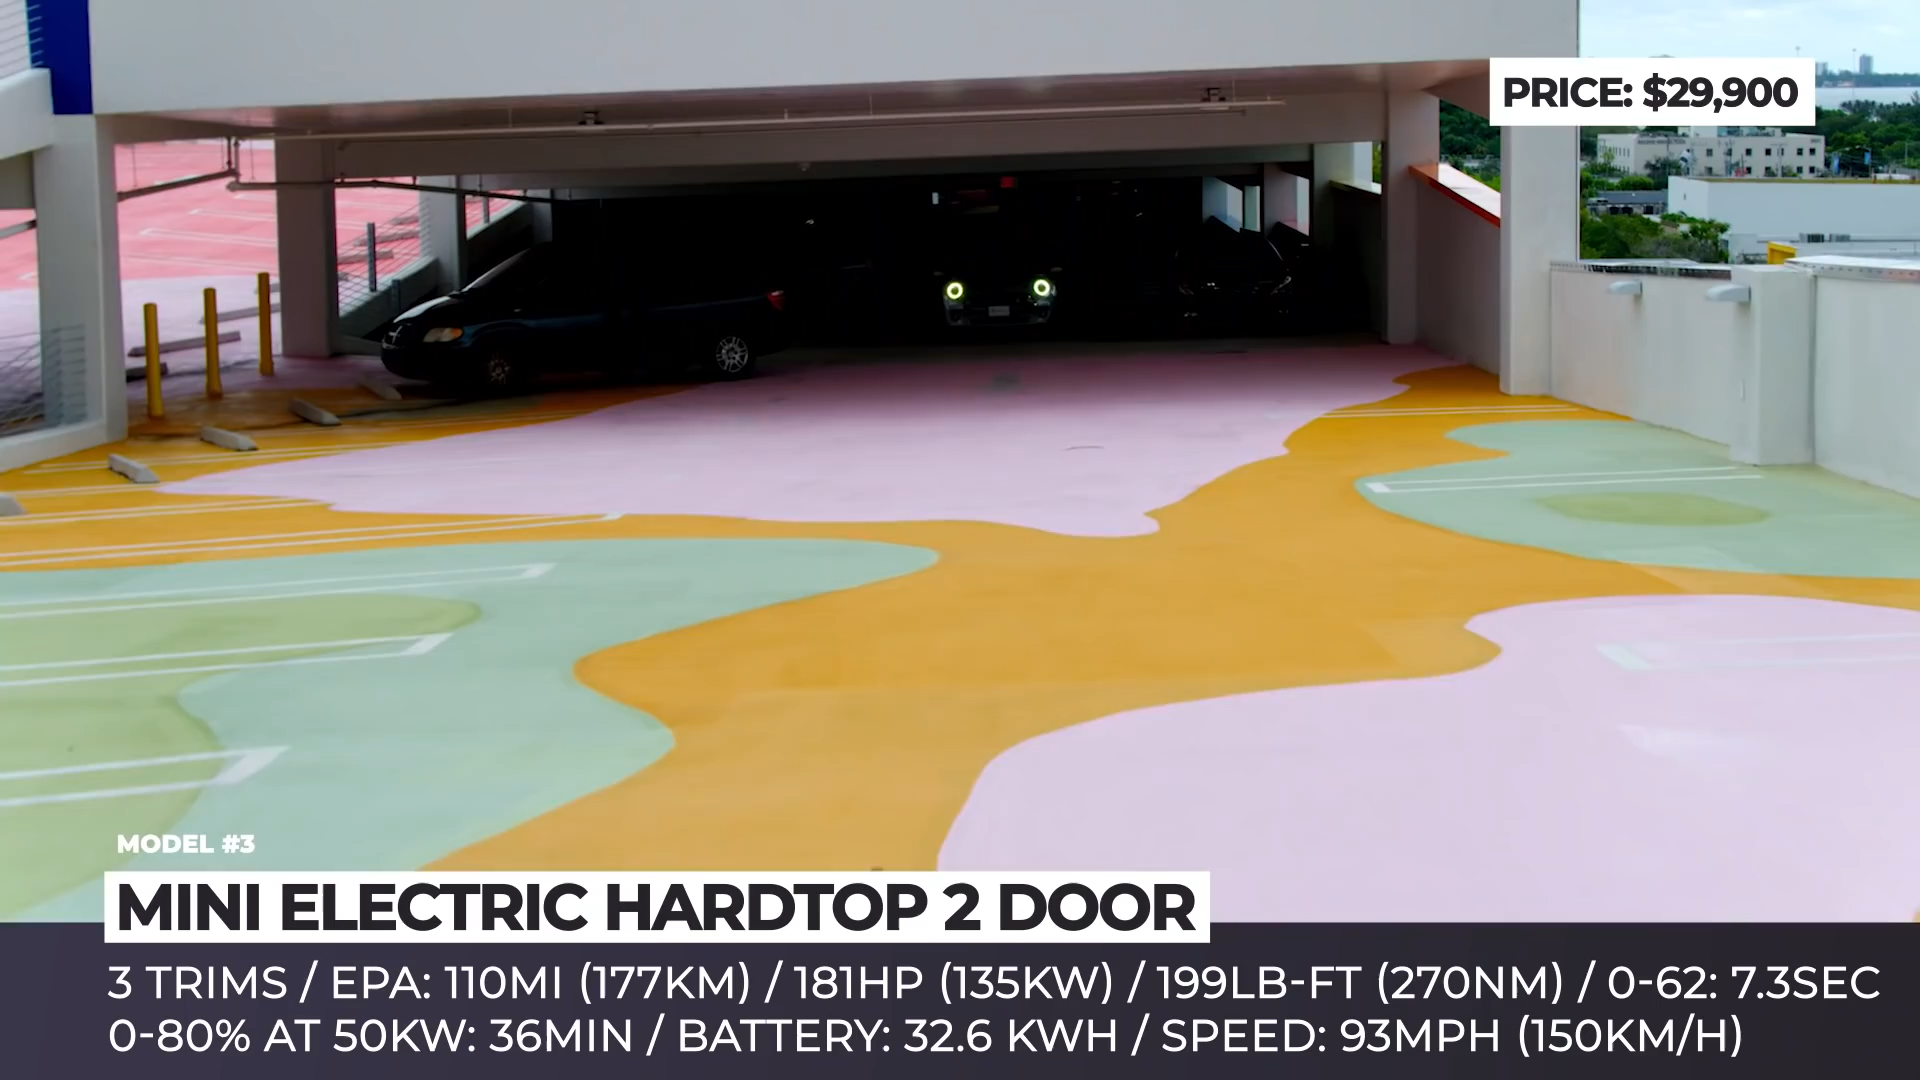 PRICE: $29,900
MODEL #3
MINI ELECTRIC HARDTOP 2 DOOR
3 TRIMS / EPA: 110MI (177KM) / 181HP (135KW) / 199LB-FT (270NM) / 0-62: 7.3SEC
0-80% AT 50KW: 36MIN / BATTERY: 32.6 KWH / SPEED: 93MPH (150KM/H)